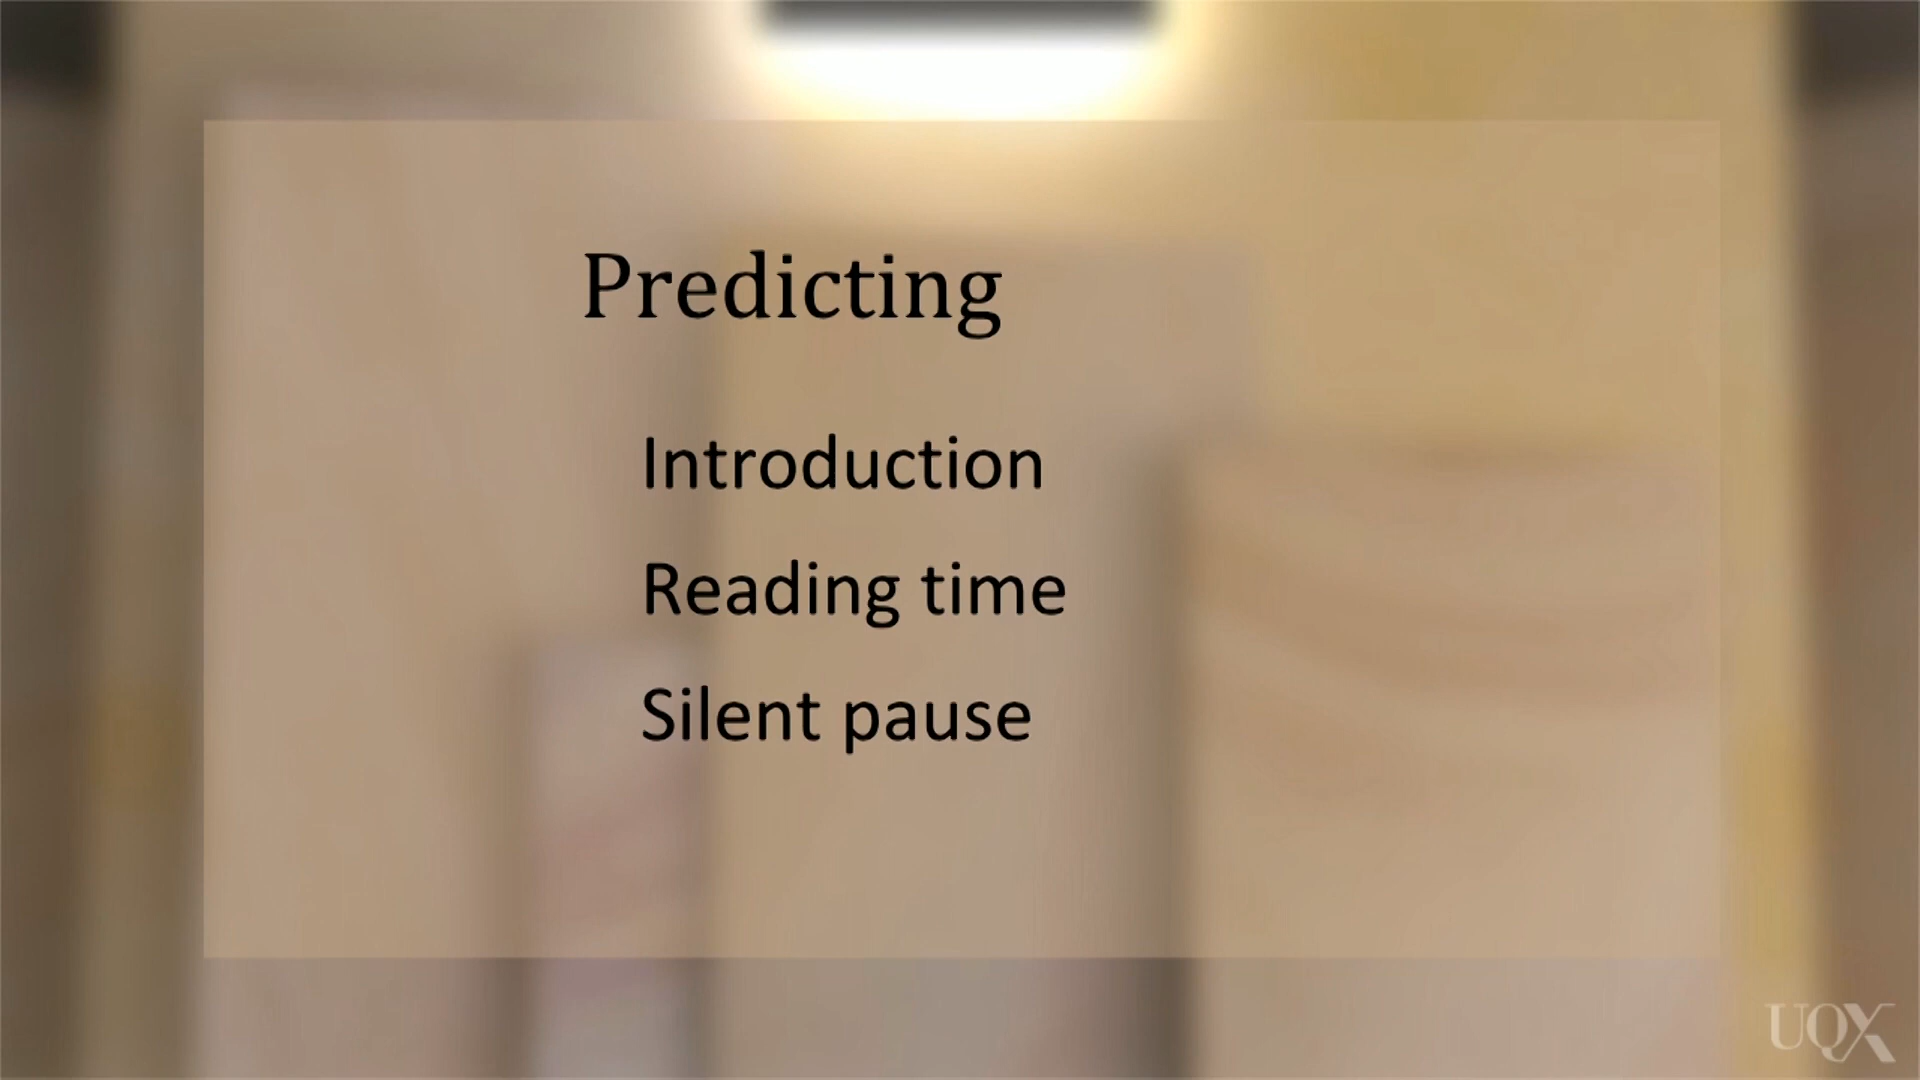 Predicting
Introduction
Reading time
Silent pause
UQX